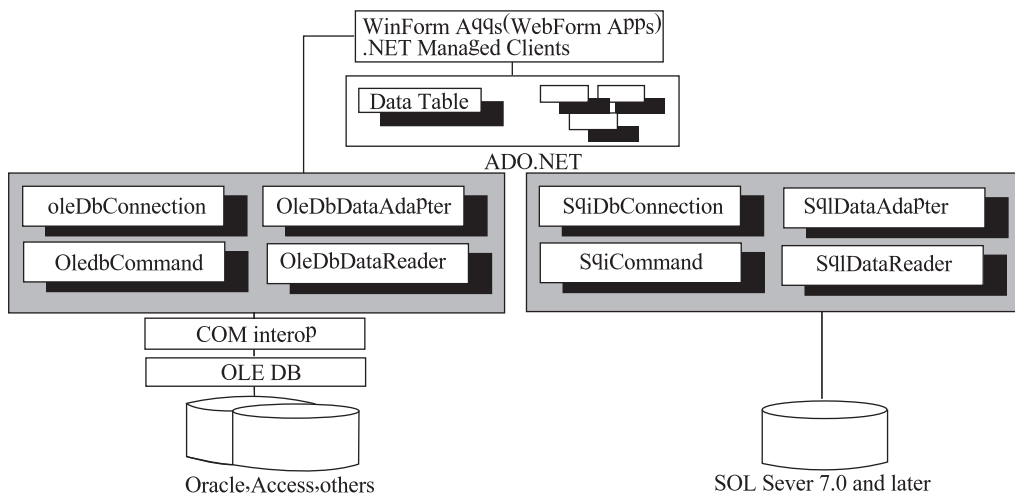 WinForm Aqqs(WebForm Apps)
.NET Managed Clients
Data Table
ADO.NET
oleDbConnection
OleDbDataAdapter
OledbCommand
OleDbDataReader
SqiDbConnection
SqlDataAdapter
SqiCommand
SqlDataReader
COM interop
OLE DB
Oracle,Access,others
SOL Sever 7.0 and later